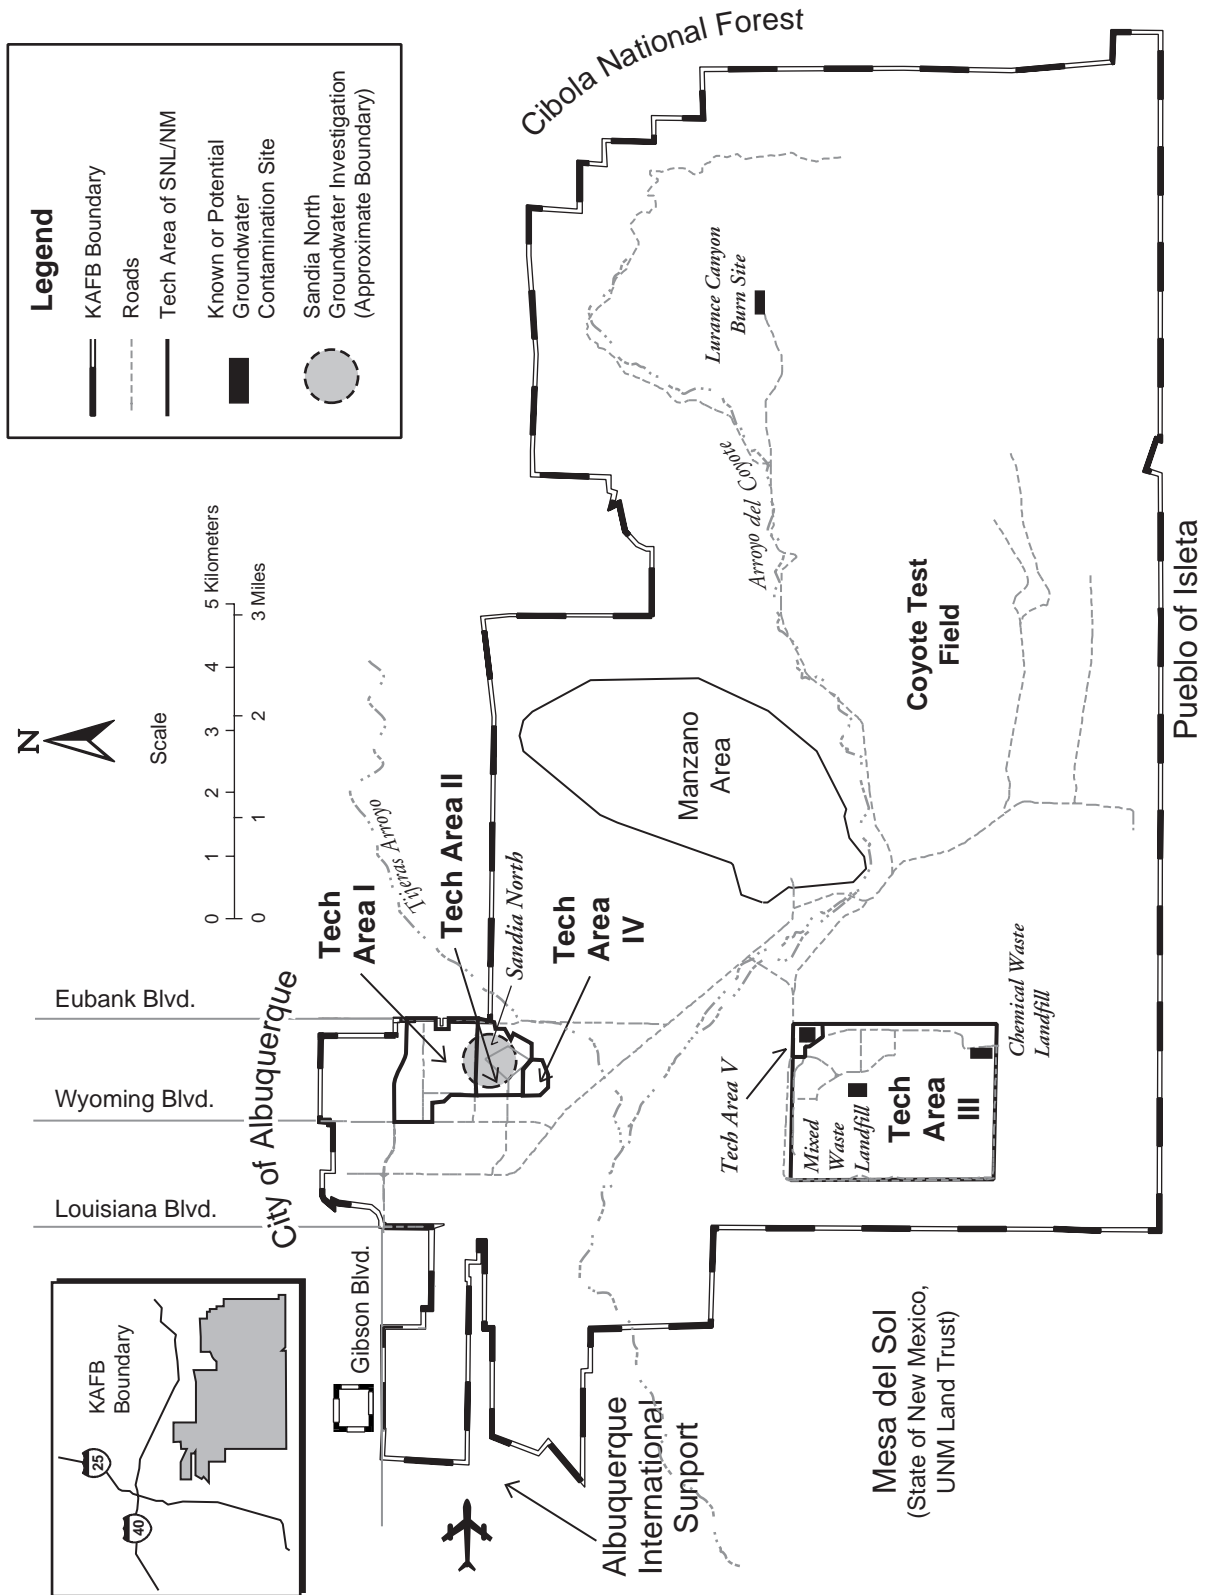 Legend
KAFB Boundary
Roads
Tech Area of SNL/NM
Known or Potential
Groundwater
Contamination Site
Sandia North
Groundwater Investigation
(Approximate Boundary)
N
Scale
0 1 2 3 4 5 Kilometers
0 1 2 3 Miles
KAFB
Boundary
25
40
Louisiana Blvd.
Wyoming Blvd.
Eubank Blvd.
City of Albuquerque
Gibson Blvd.
Tijeras Arroyo
Tech
Area I
Tech Area II
Sandia North
Tech
Area
IV
Albuquerque
International
Sunport
Manzano
Area
Cibola National Forest
Lurance Canyon
Burn Site
Arroyo del Coyote
Coyote Test
Field
Tech Area V
Mixed
Waste
Landfill
Tech
Area
III
Chemical Waste
Landfill
Mesa del Sol
(State of New Mexico,
UNM Land Trust)
Pueblo of Isleta